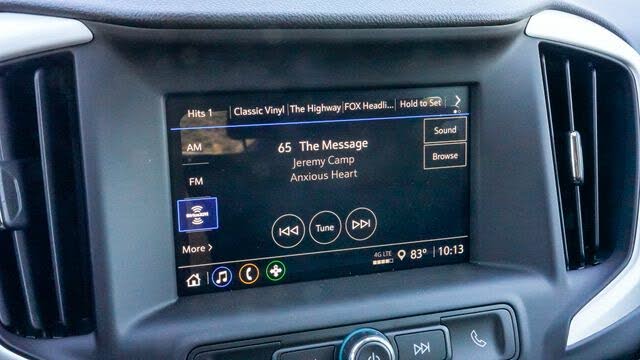 Hits 1 Classic Vinyl The Highway FOX Headli... Hold to Set
AM
65 The Message
Sound
Jeremy Camp
Browse
Anxious Heart
FM
SiriusXM
Tune
More
4G LTE 83° 10:13